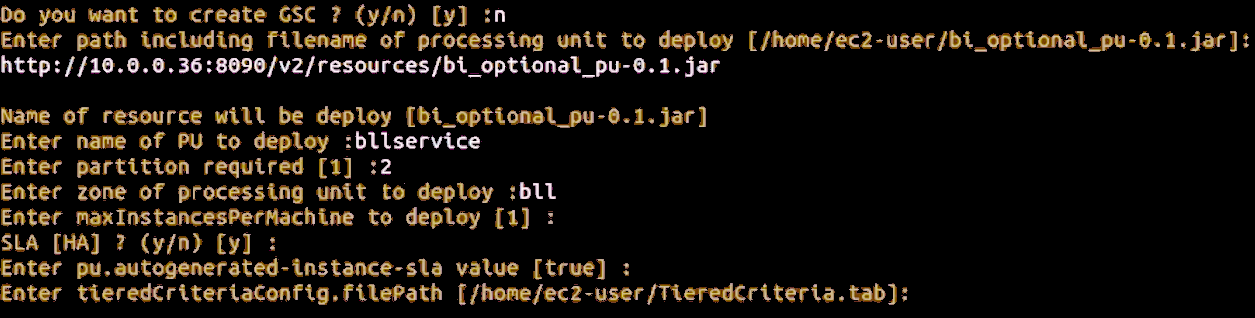 Do you want to create GSC ? (y/n) [y] :n
Enter path including filename of processing unit to deploy [/home/ec2-user/bi_optional_pu-0.1.jar]:
http://10.0.0.36:8090/v2/resources/bi_optional_pu-0.1.jar
Name of resource will be deploy [bi_optional_pu-0.1.jar]
Enter name of PU to deploy :bllservice
Enter partition required [1] :2
Enter zone of processing unit to deploy :bll
Enter maxInstancesPerMachine to deploy [1] :
SLA [HA] ? (y/n) [y] :
Enter pu.autogenerated-instance-sla value [true] :
Enter tieredCriteriaConfig.filePath [/home/ec2-user/TieredCriteria.tab]: